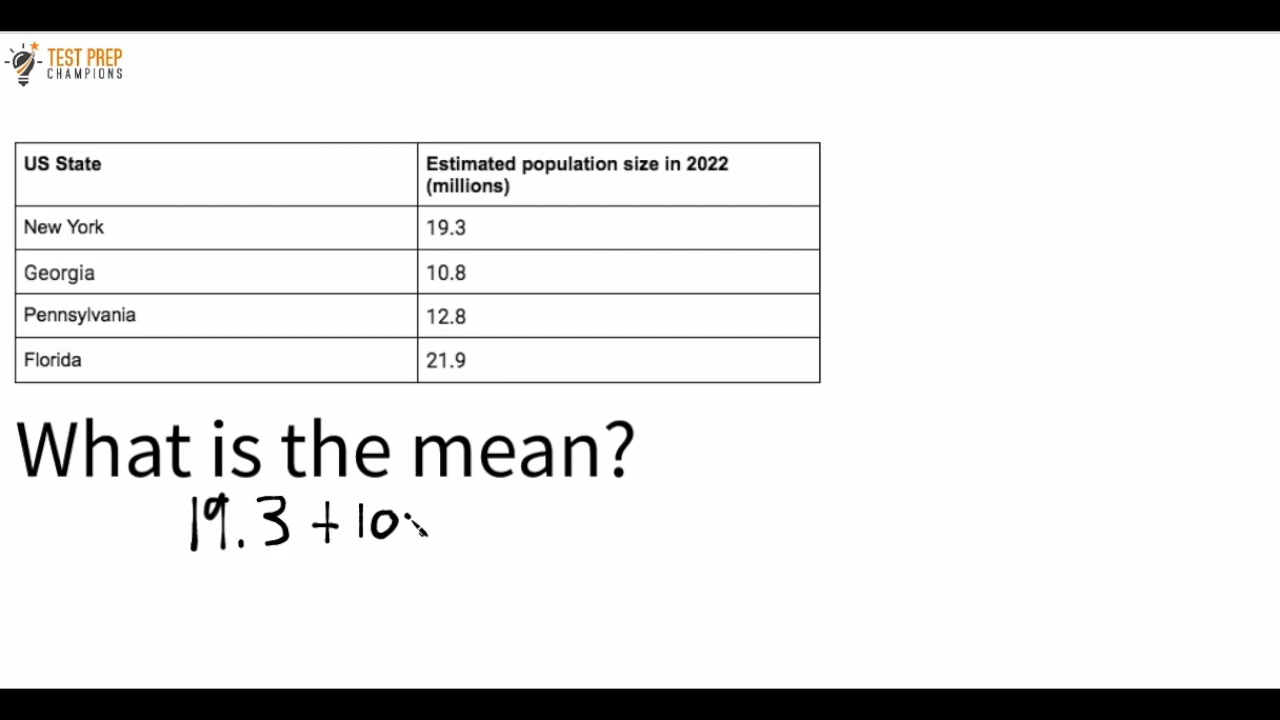 TEST PREP
CHAMPIONS
US State
Estimated population size in 2022
(millions)
New York
19.3
Georgia
10.8
Pennsylvania
12.8
Florida
21.9
What is the mean?
19.3 + 10